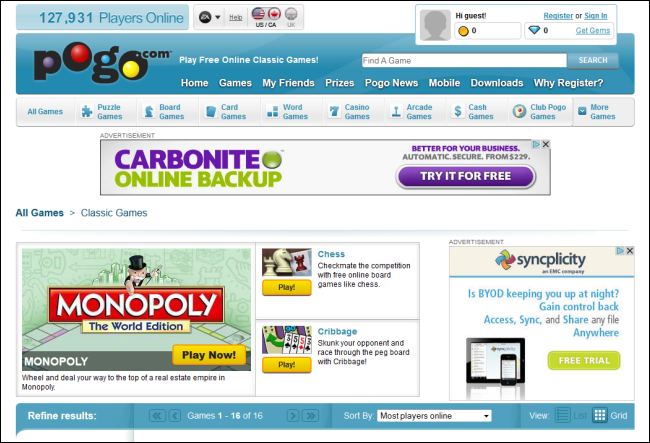 127,931 Players Online
EA
Help
US / CA
UK
Hi guest!
Register or Sign In
0
0
Get Gems
pogo.com
Play Free Online Classic Games!
Find A Game
SEARCH
Home Games My Friends Prizes Pogo News Mobile Downloads Why Register?
All Games
Puzzle
Games
Board
Games
Card
Games
Word
Games
Casino
Games
Arcade
Games
Cash
Games
Club Pogo
Games
More
Games
ADVERTISEMENT
CARBONITE
ONLINE BACKUP
BETTER FOR YOUR BUSINESS.
AUTOMATIC. SECURE. FROM $229.
TRY IT FOR FREE
All Games > Classic Games
MONOPOLY
The World Edition
MONOPOLY
Play Now!
Wheel and deal your way to the top of a real estate empire in
Monopoly.
Chess
Checkmate the competition
with free online board
games like chess.
Play!
Cribbage
Skunk your opponent and
race through the peg board
with Cribbage!
Play!
ADVERTISEMENT
syncplicity
an EMC company
Is BYOD keeping you up at night?
Gain control back
Access, Sync, and Share any file
Anywhere
FREE TRIAL
Refine results:
Games 1 - 16 of 16
Sort By: Most players online
View: List Grid